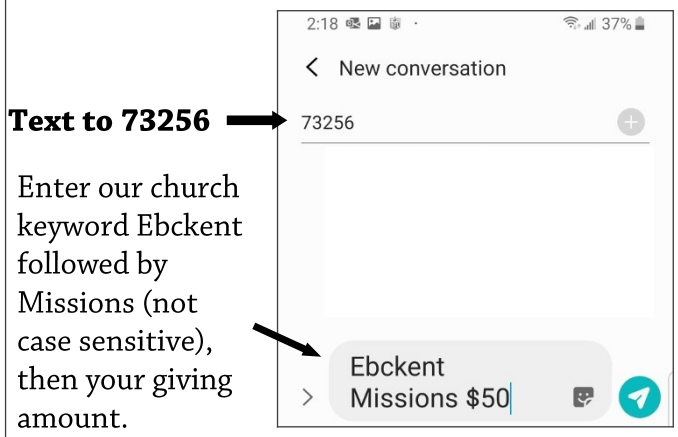 2:18 37%
New conversation
Text to 73256
73256
Enter our church
keyword Ebckent
followed by
Missions (not
case sensitive),
then your giving
amount.
Ebckent
Missions $50